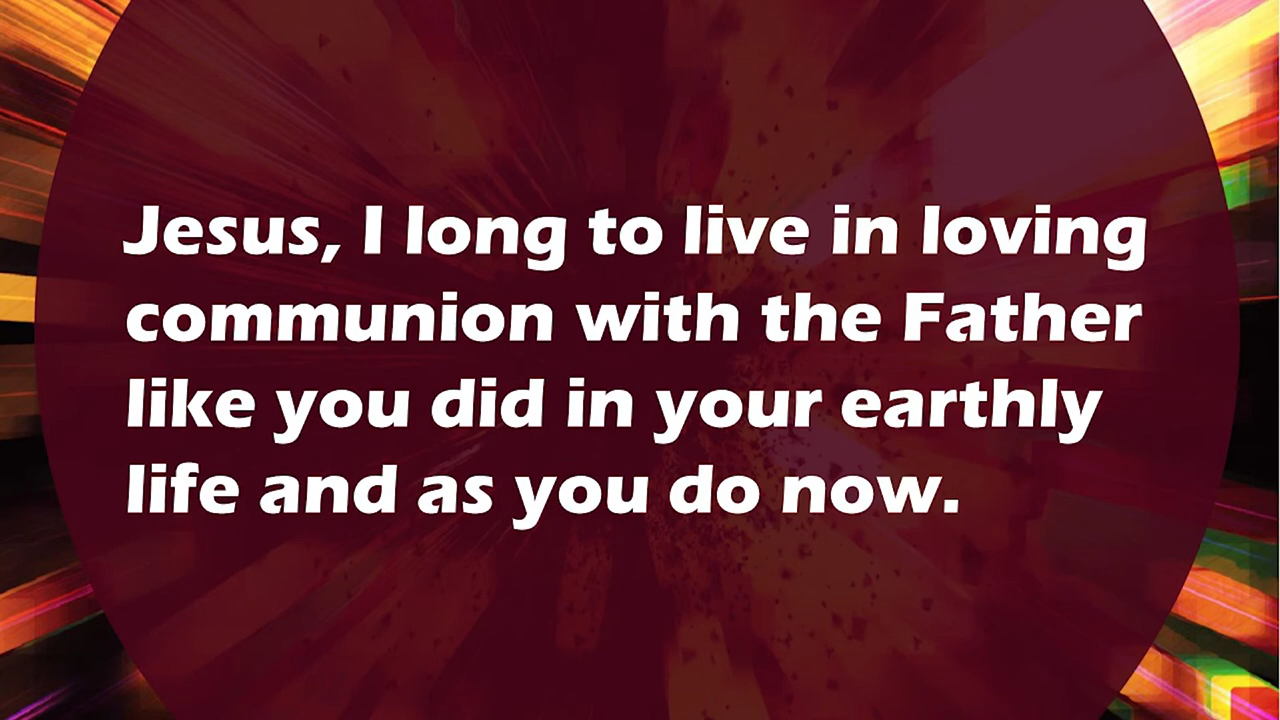 Jesus, I long to live in loving
communion with the Father
like you did in your earthly
life and as you do now.